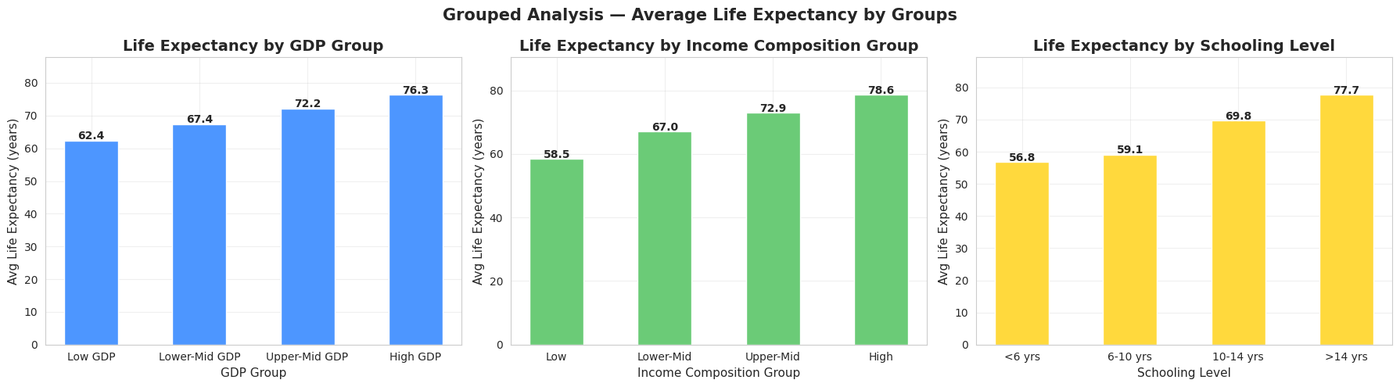 Grouped Analysis — Average Life Expectancy by Groups
Life Expectancy by GDP Group
Avg Life Expectancy (years)
80
70
60
50
40
30
20
10
0
62.4
67.4
72.2
76.3
Low GDP
Lower-Mid GDP
Upper-Mid GDP
High GDP
GDP Group
Life Expectancy by Income Composition Group
Avg Life Expectancy (years)
80
60
40
20
0
58.5
67.0
72.9
78.6
Low
Lower-Mid
Upper-Mid
High
Income Composition Group
Life Expectancy by Schooling Level
Avg Life Expectancy (years)
80
70
60
50
40
30
20
10
0
56.8
59.1
69.8
77.7
<6 yrs
6-10 yrs
10-14 yrs
>14 yrs
Schooling Level